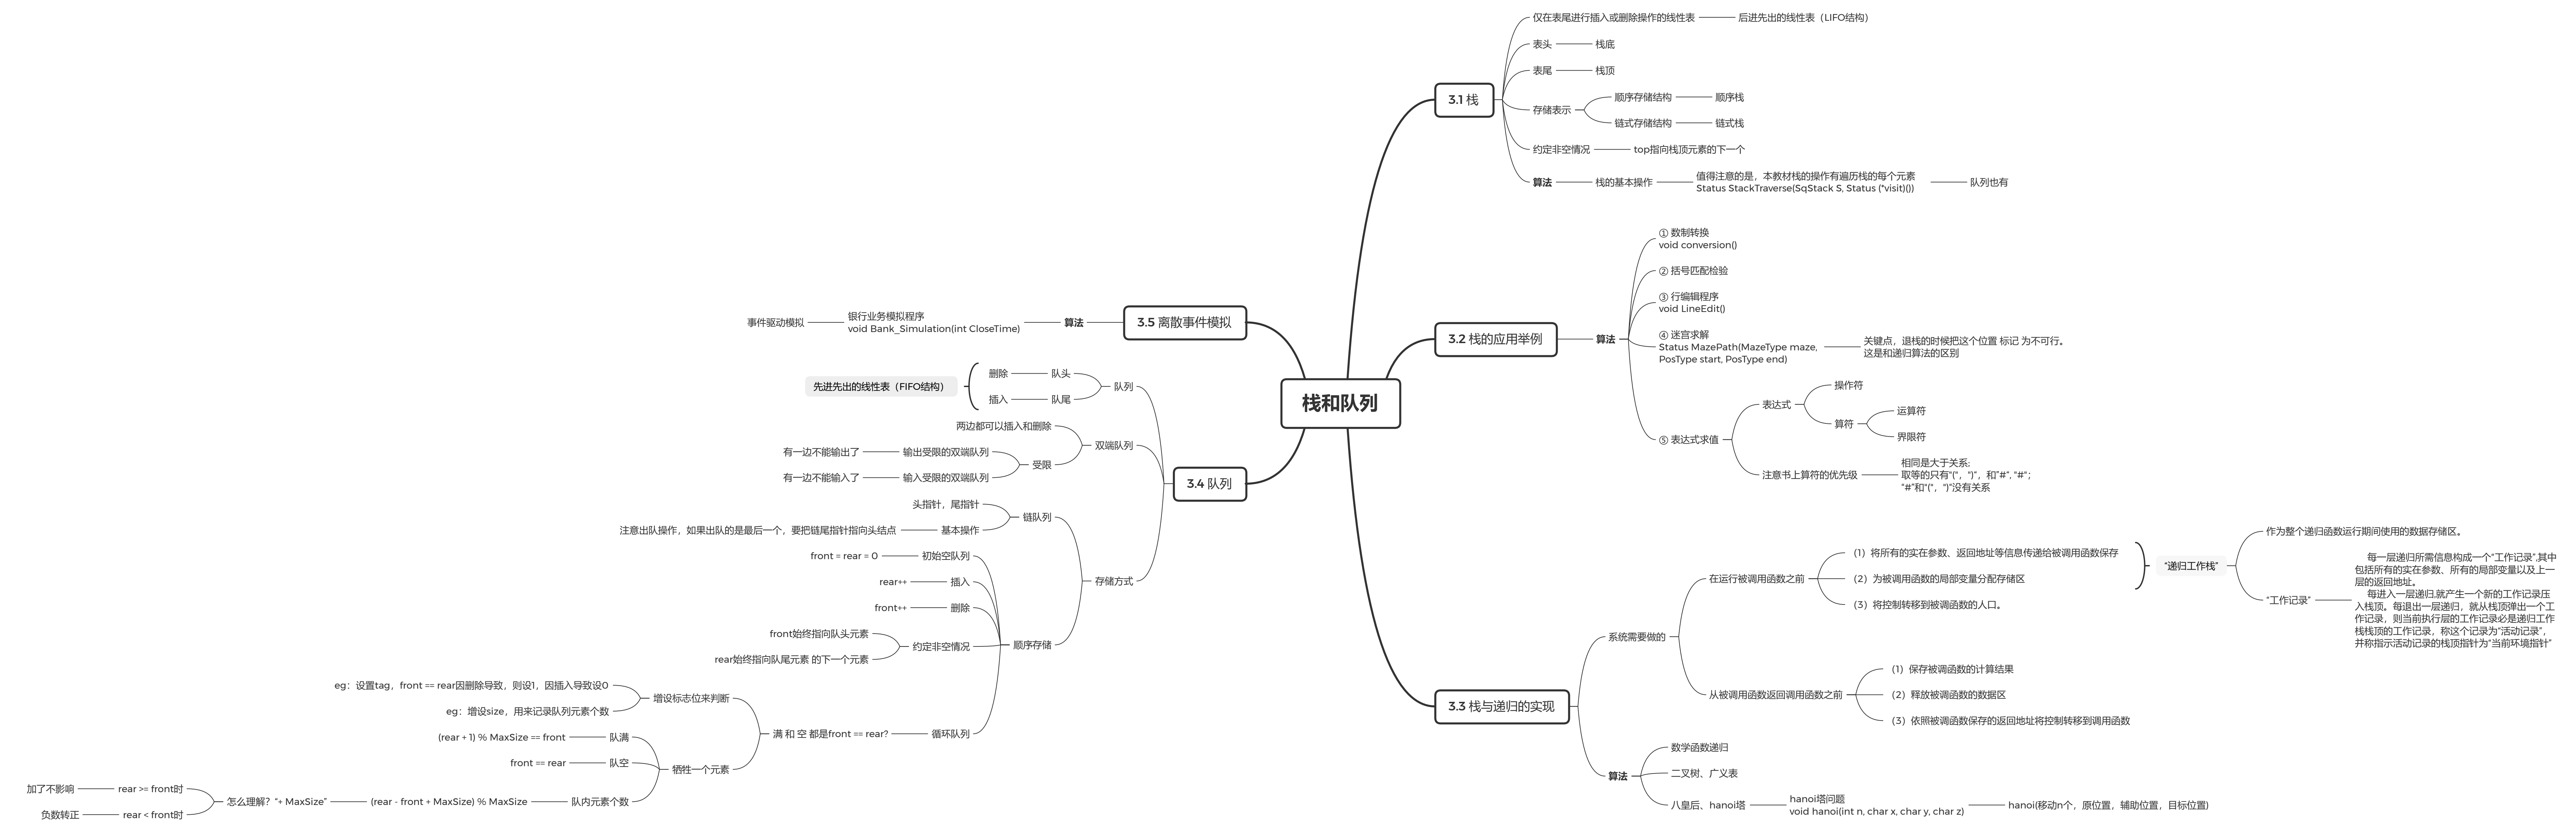 栈和队列
3.1 栈
仅在表尾进行插入或删除操作的线性表
后进先出的线性表（LIFO结构）
表头
栈底
表尾
栈顶
存储表示
顺序存储结构
顺序栈
链式存储结构
链式栈
约定非空情况
top指向栈顶元素的下一个
算法
栈的基本操作
值得注意的是，本教材栈的操作有遍历栈的每个元素
Status StackTraverse(SqStack S, Status (*visit)())
队列也有
3.2 栈的应用举例
算法
① 数制转换
void conversion()
② 括号匹配检验
③ 行编辑程序
void LineEdit()
④ 迷宫求解
Status MazePath(MazeType maze,
PosType start, PosType end)
关键点，退栈的时候把这个位置 标记 为不可行。
这是和递归算法的区别
⑤ 表达式求值
表达式
操作符
算符
运算符
界限符
注意书上算符的优先级
相同是大于关系;
取等的只有"("，")"，和"#", "#"；
"#"和"("，")"没有关系
3.3 栈与递归的实现
系统需要做的
在运行被调用函数之前
（1）将所有的实在参数、返回地址等信息传递给被调用函数保存
（2）为被调用函数的局部变量分配存储区
（3）将控制转移到被调函数的人口。
"递归工作栈"
作为整个递归函数运行期间使用的数据存储区。
"工作记录"
每一层递归所需信息构成一个"工作记录",其中
包括所有的实在参数、所有的局部变量以及上一
层的返回地址。
每进入一层递归,就产生一个新的工作记录压
入栈顶。每退出一层递归，就从栈顶弹出一个工
作记录，则当前执行层的工作记录必是递归工作
栈栈顶的工作记录，称这个记录为"活动记录"，
并称指示活动记录的栈顶指针为"当前环境指针"
从被调用函数返回调用函数之前
（1）保存被调函数的计算结果
（2）释放被调函数的数据区
（3）依照被调函数保存的返回地址将控制转移到调用函数
算法
数学函数递归
二叉树、广义表
八皇后、hanoi塔
hanoi塔问题
void hanoi(int n, char x, char y, char z)
hanoi(移动n个，原位置，辅助位置，目标位置)
3.4 队列
队列
队头
删除
队尾
插入
先进先出的线性表（FIFO结构）
双端队列
两边都可以插入和删除
受限
输出受限的双端队列
有一边不能输出了
输入受限的双端队列
有一边不能输入了
存储方式
链队列
头指针，尾指针
基本操作
注意出队操作，如果出队的是最后一个，要把链尾指针指向头结点
顺序存储
初始空队列
front = rear = 0
插入
rear++
删除
front++
约定非空情况
front始终指向队头元素
rear始终指向队尾元素 的下一个元素
循环队列
满 和 空 都是front == rear?
增设标志位来判断
eg：设置tag，front == rear因删除导致，则设1，因插入导致设0
eg：增设size，用来记录队列元素个数
牺牲一个元素
队满
(rear + 1) % MaxSize == front
队空
front == rear
队内元素个数
(rear - front + MaxSize) % MaxSize
怎么理解？"+ MaxSize"
rear >= front时
加了不影响
rear < front时
负数转正
3.5 离散事件模拟
算法
银行业务模拟程序
void Bank_Simulation(int CloseTime)
事件驱动模拟